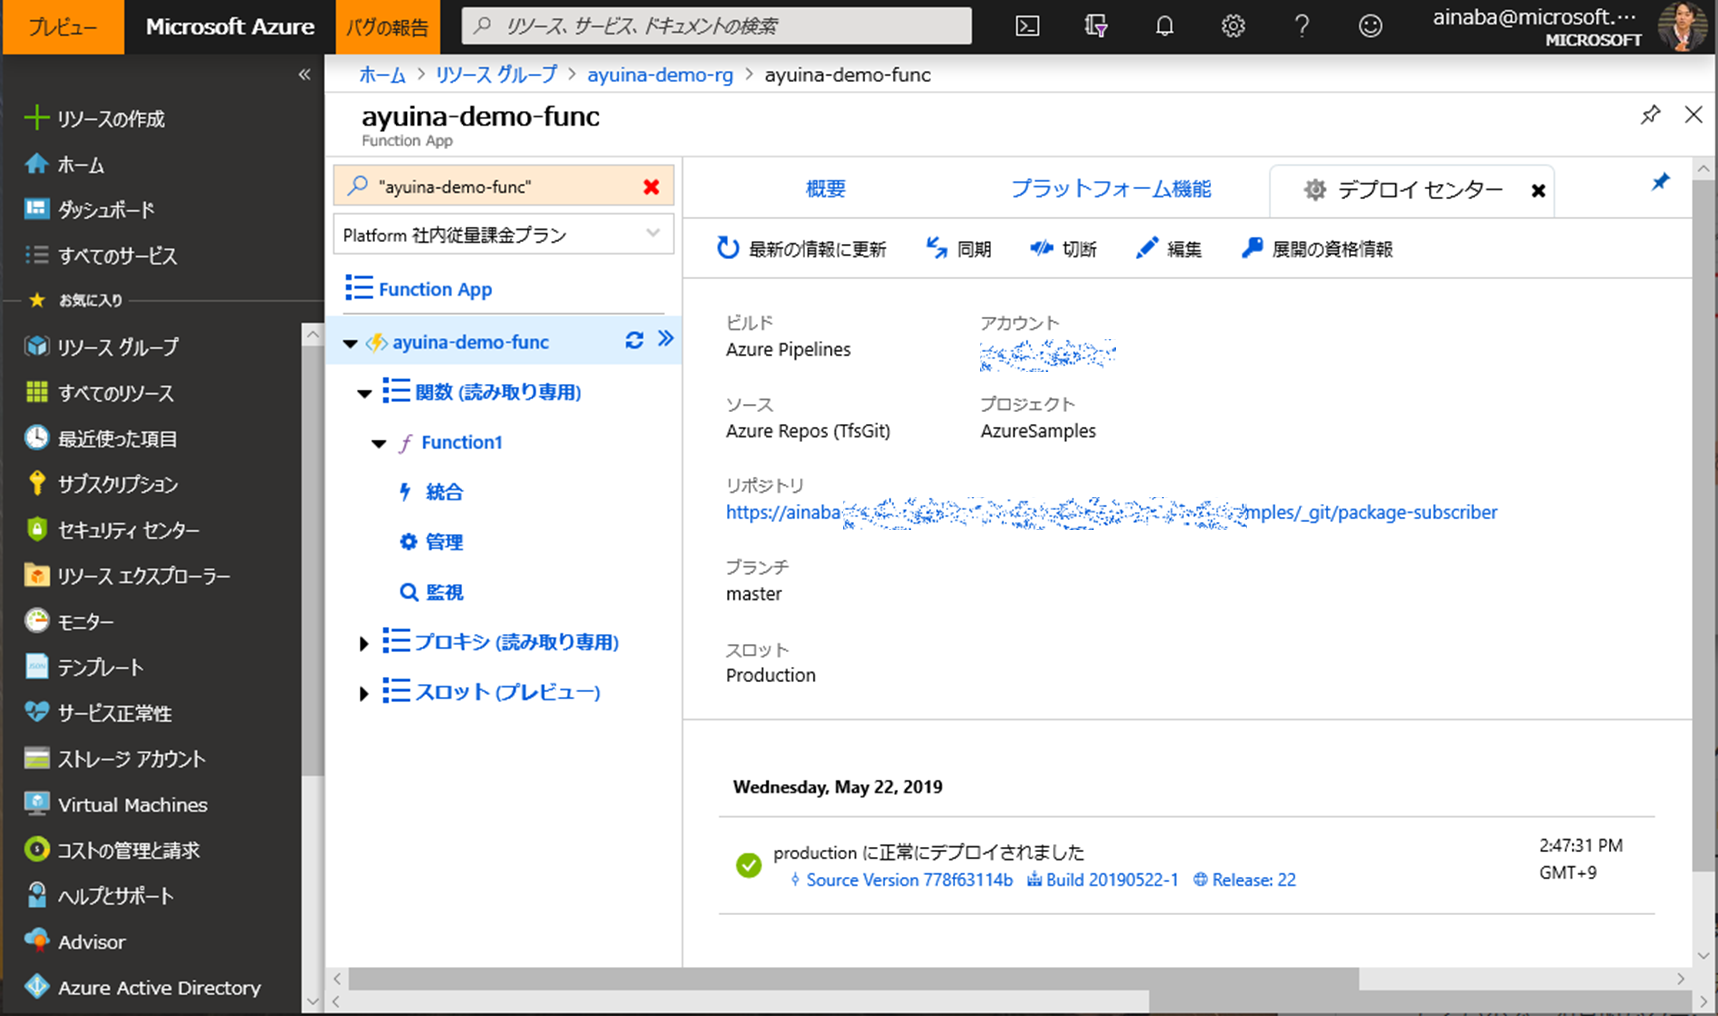 プレビュー
Microsoft Azure
バグの報告
リソース、サービス、ドキュメントの検索
ainaba@microsoft.…
MICROSOFT
ホーム > リソース グループ > ayuina-demo-rg > ayuina-demo-func
ayuina-demo-func
Function App
リソースの作成
ホーム
ダッシュボード
すべてのサービス
お気に入り
リソース グループ
すべてのリソース
最近使った項目
サブスクリプション
セキュリティ センター
リソース エクスプローラー
モニター
テンプレート
サービス正常性
ストレージ アカウント
Virtual Machines
コストの管理と請求
ヘルプとサポート
Advisor
Azure Active Directory
"ayuina-demo-func"
Platform 社内従量課金プラン
Function App
ayuina-demo-func
関数 (読み取り専用)
Function1
統合
管理
監視
プロキシ (読み取り専用)
スロット (プレビュー)
概要
プラットフォーム機能
デプロイ センター
最新の情報に更新
同期
切断
編集
展開の資格情報
ビルド
Azure Pipelines
アカウント
ソース
Azure Repos (TfsGit)
プロジェクト
AzureSamples
リポジトリ
https://ainaba mples/_git/package-subscriber
ブランチ
master
スロット
Production
Wednesday, May 22, 2019
production に正常にデプロイされました
Source Version 778f63114b Build 20190522-1 Release: 22
2:47:31 PM
GMT+9